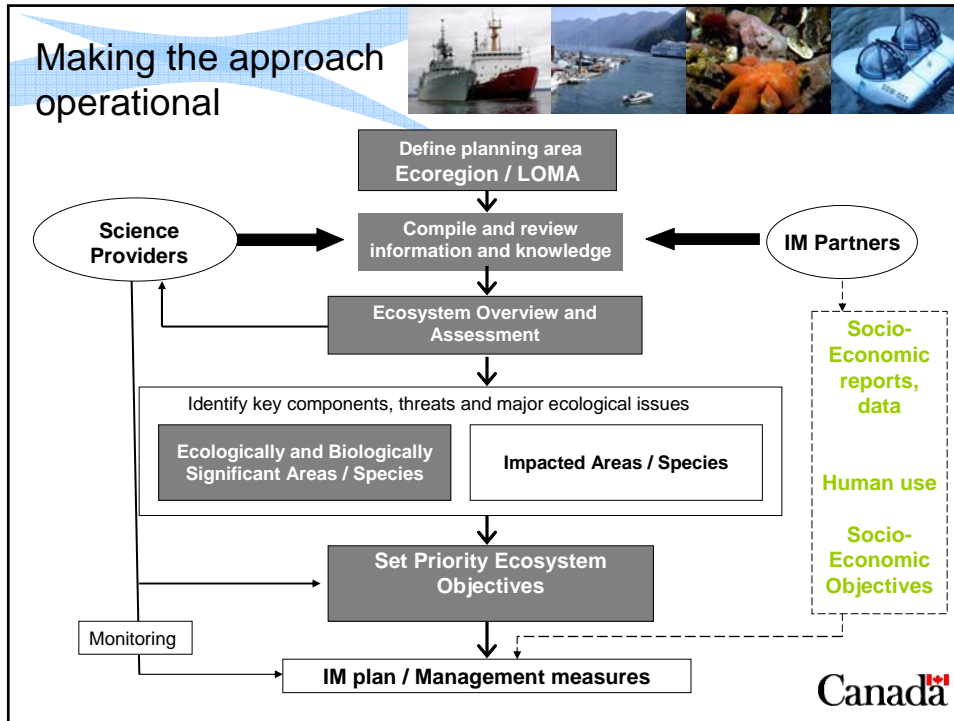 Making the approach
operational
Define planning area
Ecoregion / LOMA
Science
Providers
Compile and review
information and knowledge
IM Partners
Ecosystem Overview and
Assessment
Socio-
Economic
reports,
data
Human use
Socio-
Economic
Objectives
Identify key components, threats and major ecological issues
Ecologically and Biologically
Significant Areas / Species
Impacted Areas / Species
Set Priority Ecosystem
Objectives
Monitoring
IM plan / Management measures
Canada